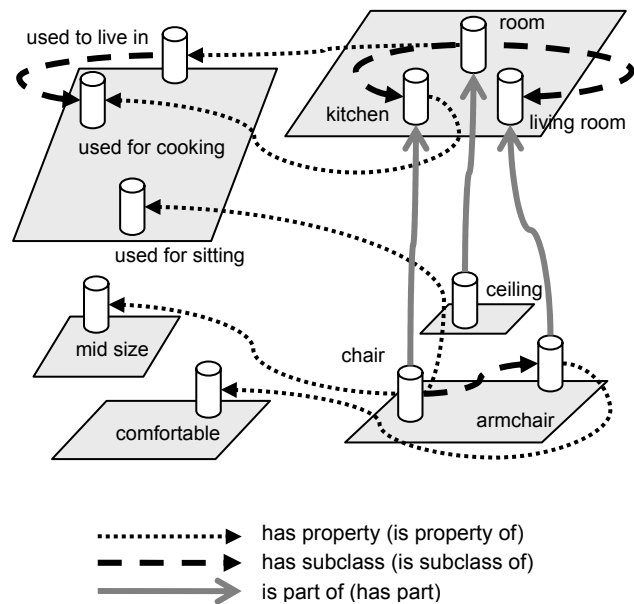 room
used to live in
kitchen
living room
used for cooking
used for sitting
ceiling
mid size
chair
comfortable
armchair
has property (is property of)
has subclass (is subclass of)
is part of (has part)